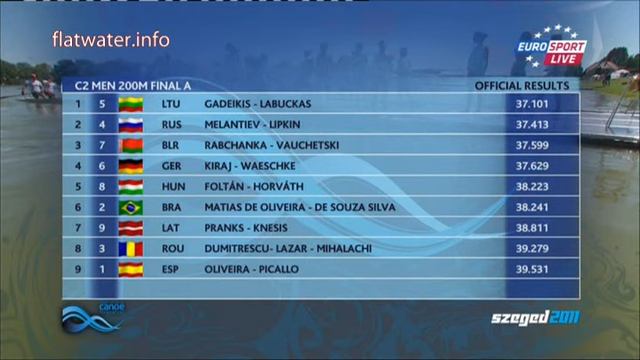 flatwater.info
EUROSPORT
LIVE
C2 MEN 200M FINAL A OFFICIAL RESULTS
1 5 LTU GADEIKIS - LABUCKAS 37.101
2 4 RUS MELANTIEV - LIPKIN 37.413
3 7 BLR RABCHANKA - VAUCHETSKI 37.599
4 6 GER KIRAJ - WAESCHKE 37.629
5 8 HUN FOLTÁN - HORVÁTH 38.223
6 2 BRA MATIAS DE OLIVEIRA - DE SOUZA SILVA 38.241
7 9 LAT PRANKS - KNESIS 38.811
8 3 ROU DUMITRESCU- LAZAR - MIHALACHI 39.279
9 1 ESP OLIVEIRA - PICALLO 39.531
canoe
szeged2011